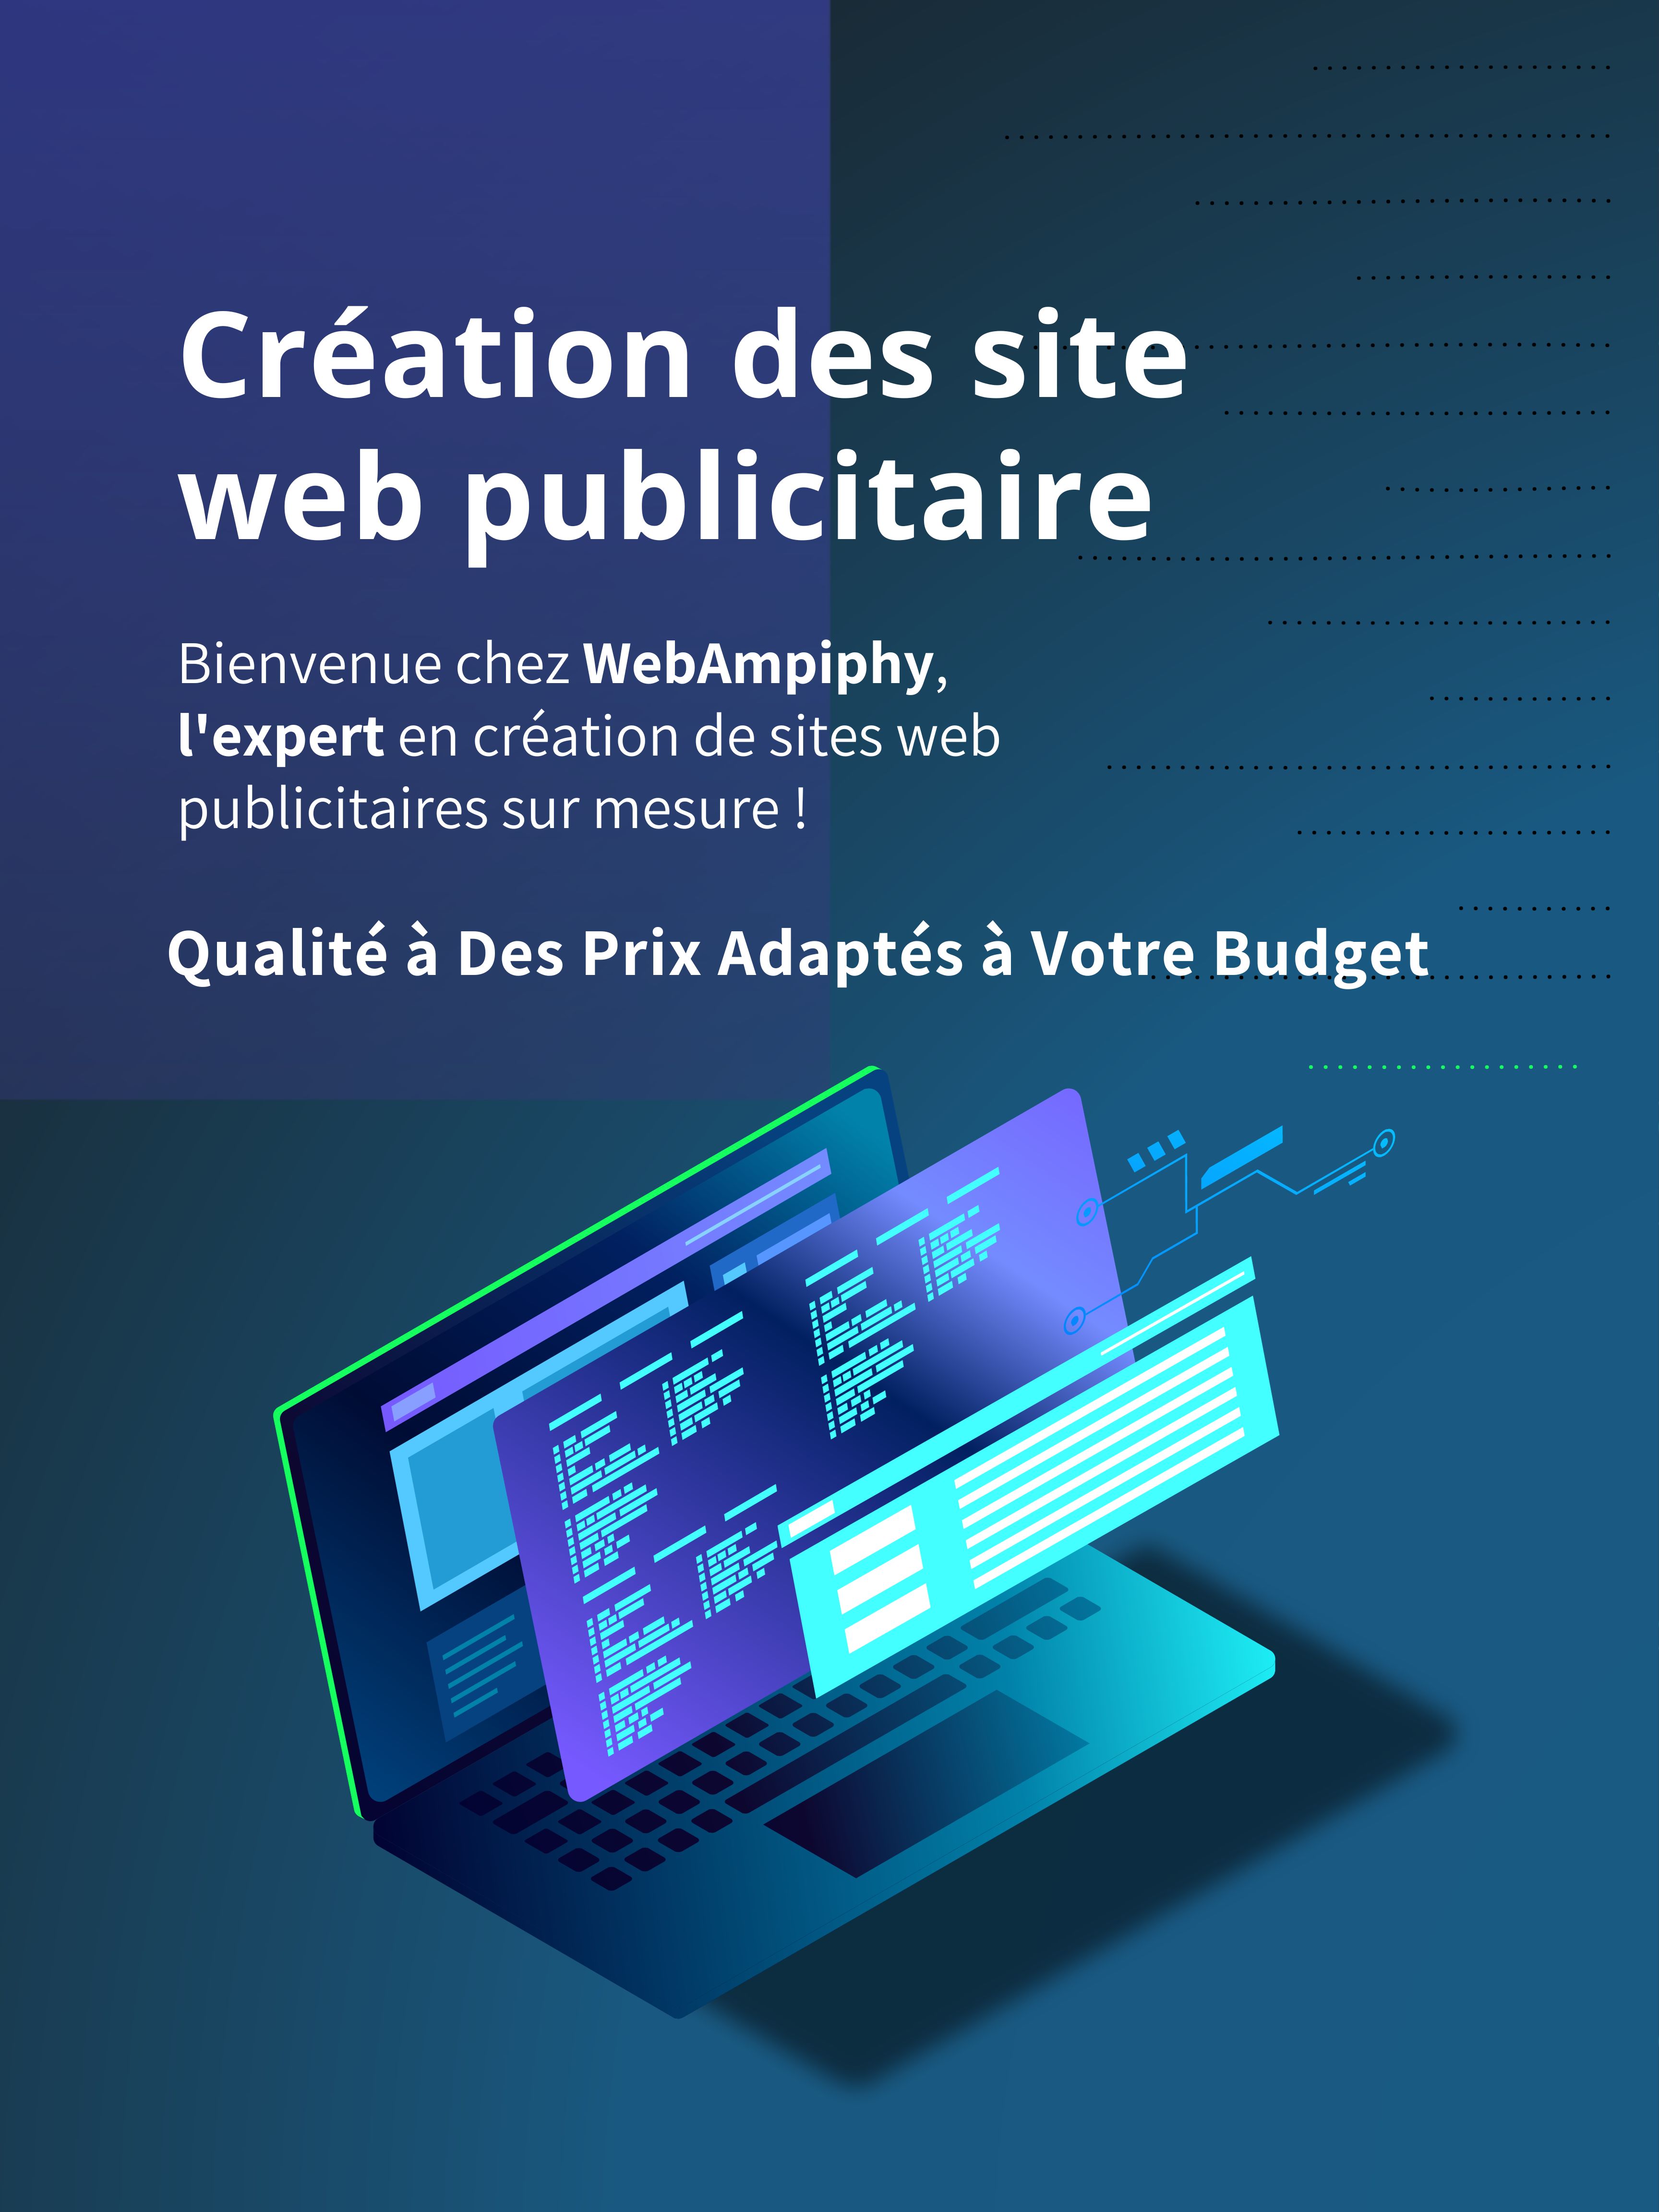 Création des site
web publicitaire
Bienvenue chez WebAmpiphy,
l'expert en création de sites web
publicitaires sur mesure !
Qualité à Des Prix Adaptés à Votre Budget